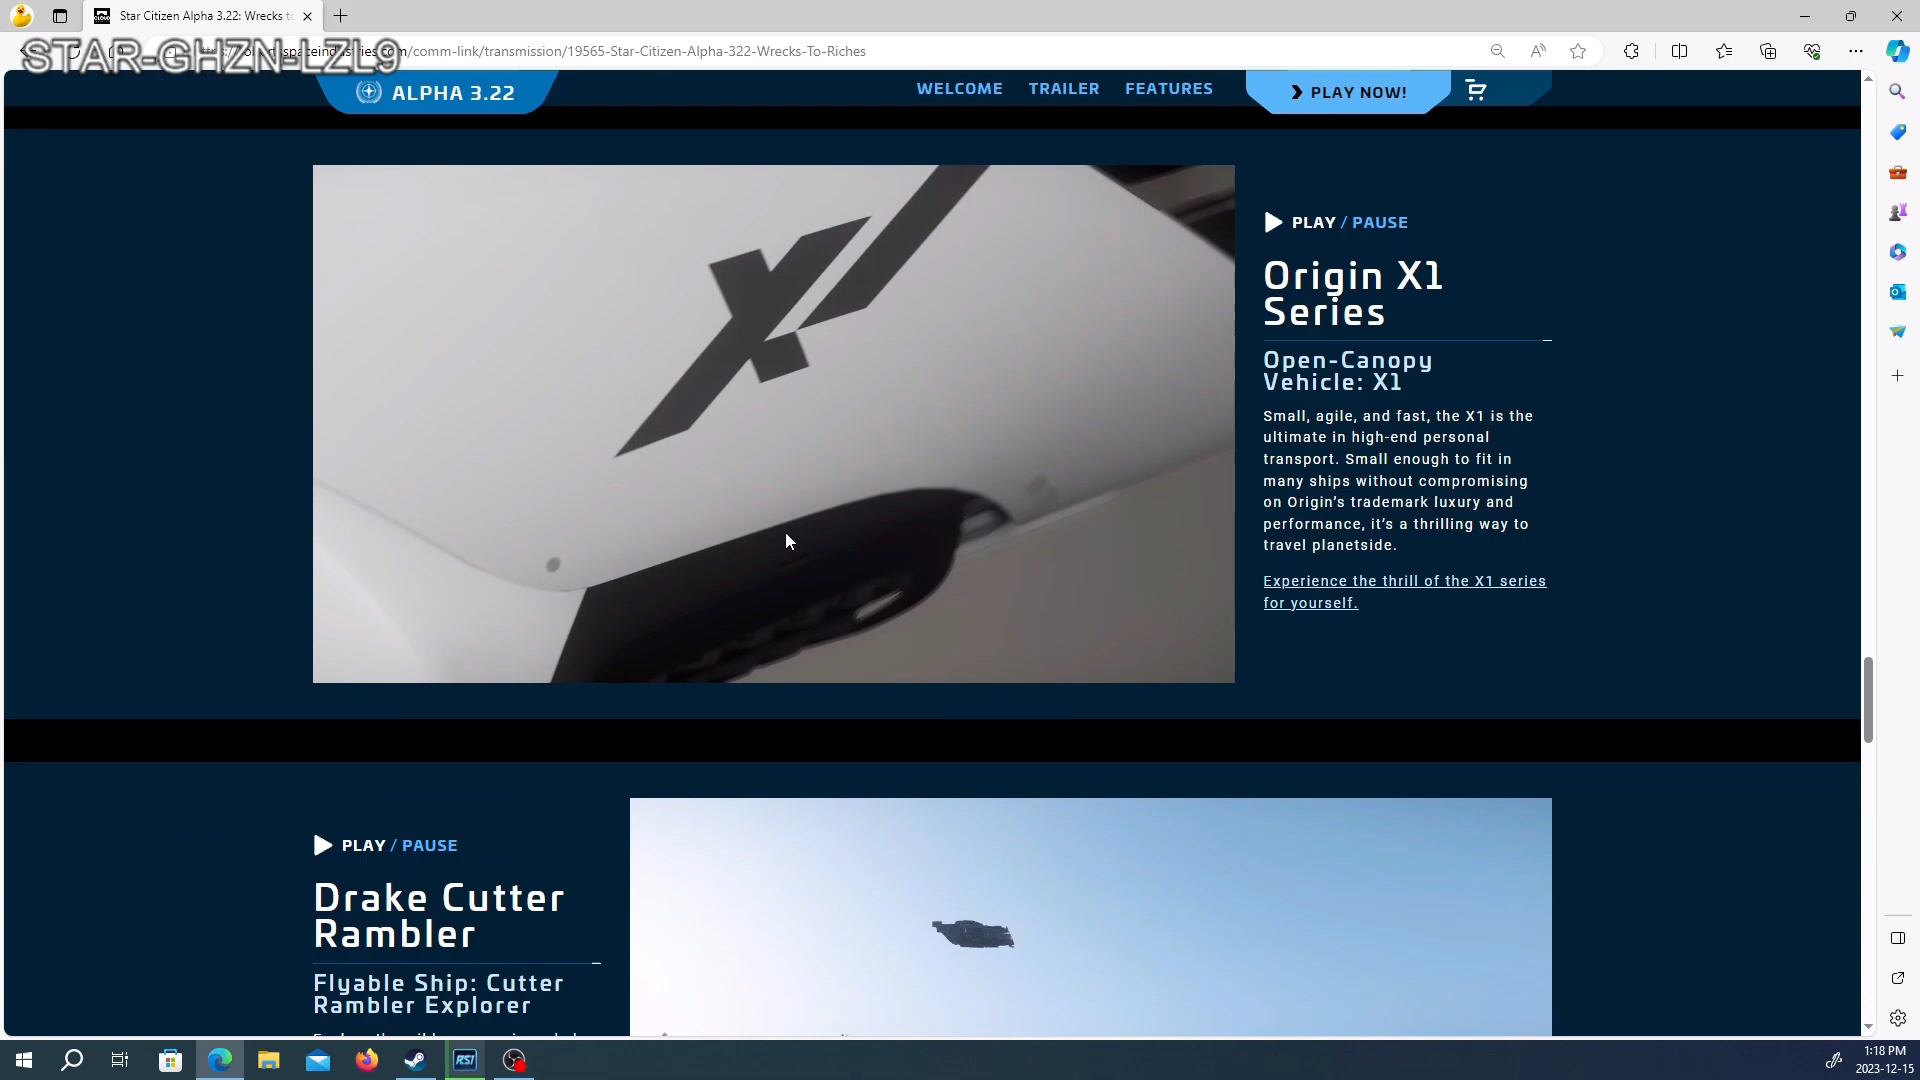 Star Citizen Alpha 3.22: Wrecks to
STAR-GHZN-LZL9
/comm-link/transmission/19565-Star-Citizen-Alpha-322-Wrecks-To-Riches
ALPHA 3.22
WELCOME TRAILER FEATURES
PLAY NOW!
PLAY / PAUSE
Origin X1
Series
Open-Canopy
Vehicle: X1
Small, agile, and fast, the X1 is the
ultimate in high-end personal
transport. Small enough to fit in
many ships without compromising
on Origin's trademark luxury and
performance, it's a thrilling way to
travel planetside.
Experience the thrill of the X1 series
for yourself.
PLAY / PAUSE
Drake Cutter
Rambler
Flyable Ship: Cutter
Rambler Explorer
RSI
1:18 PM
2023-12-15